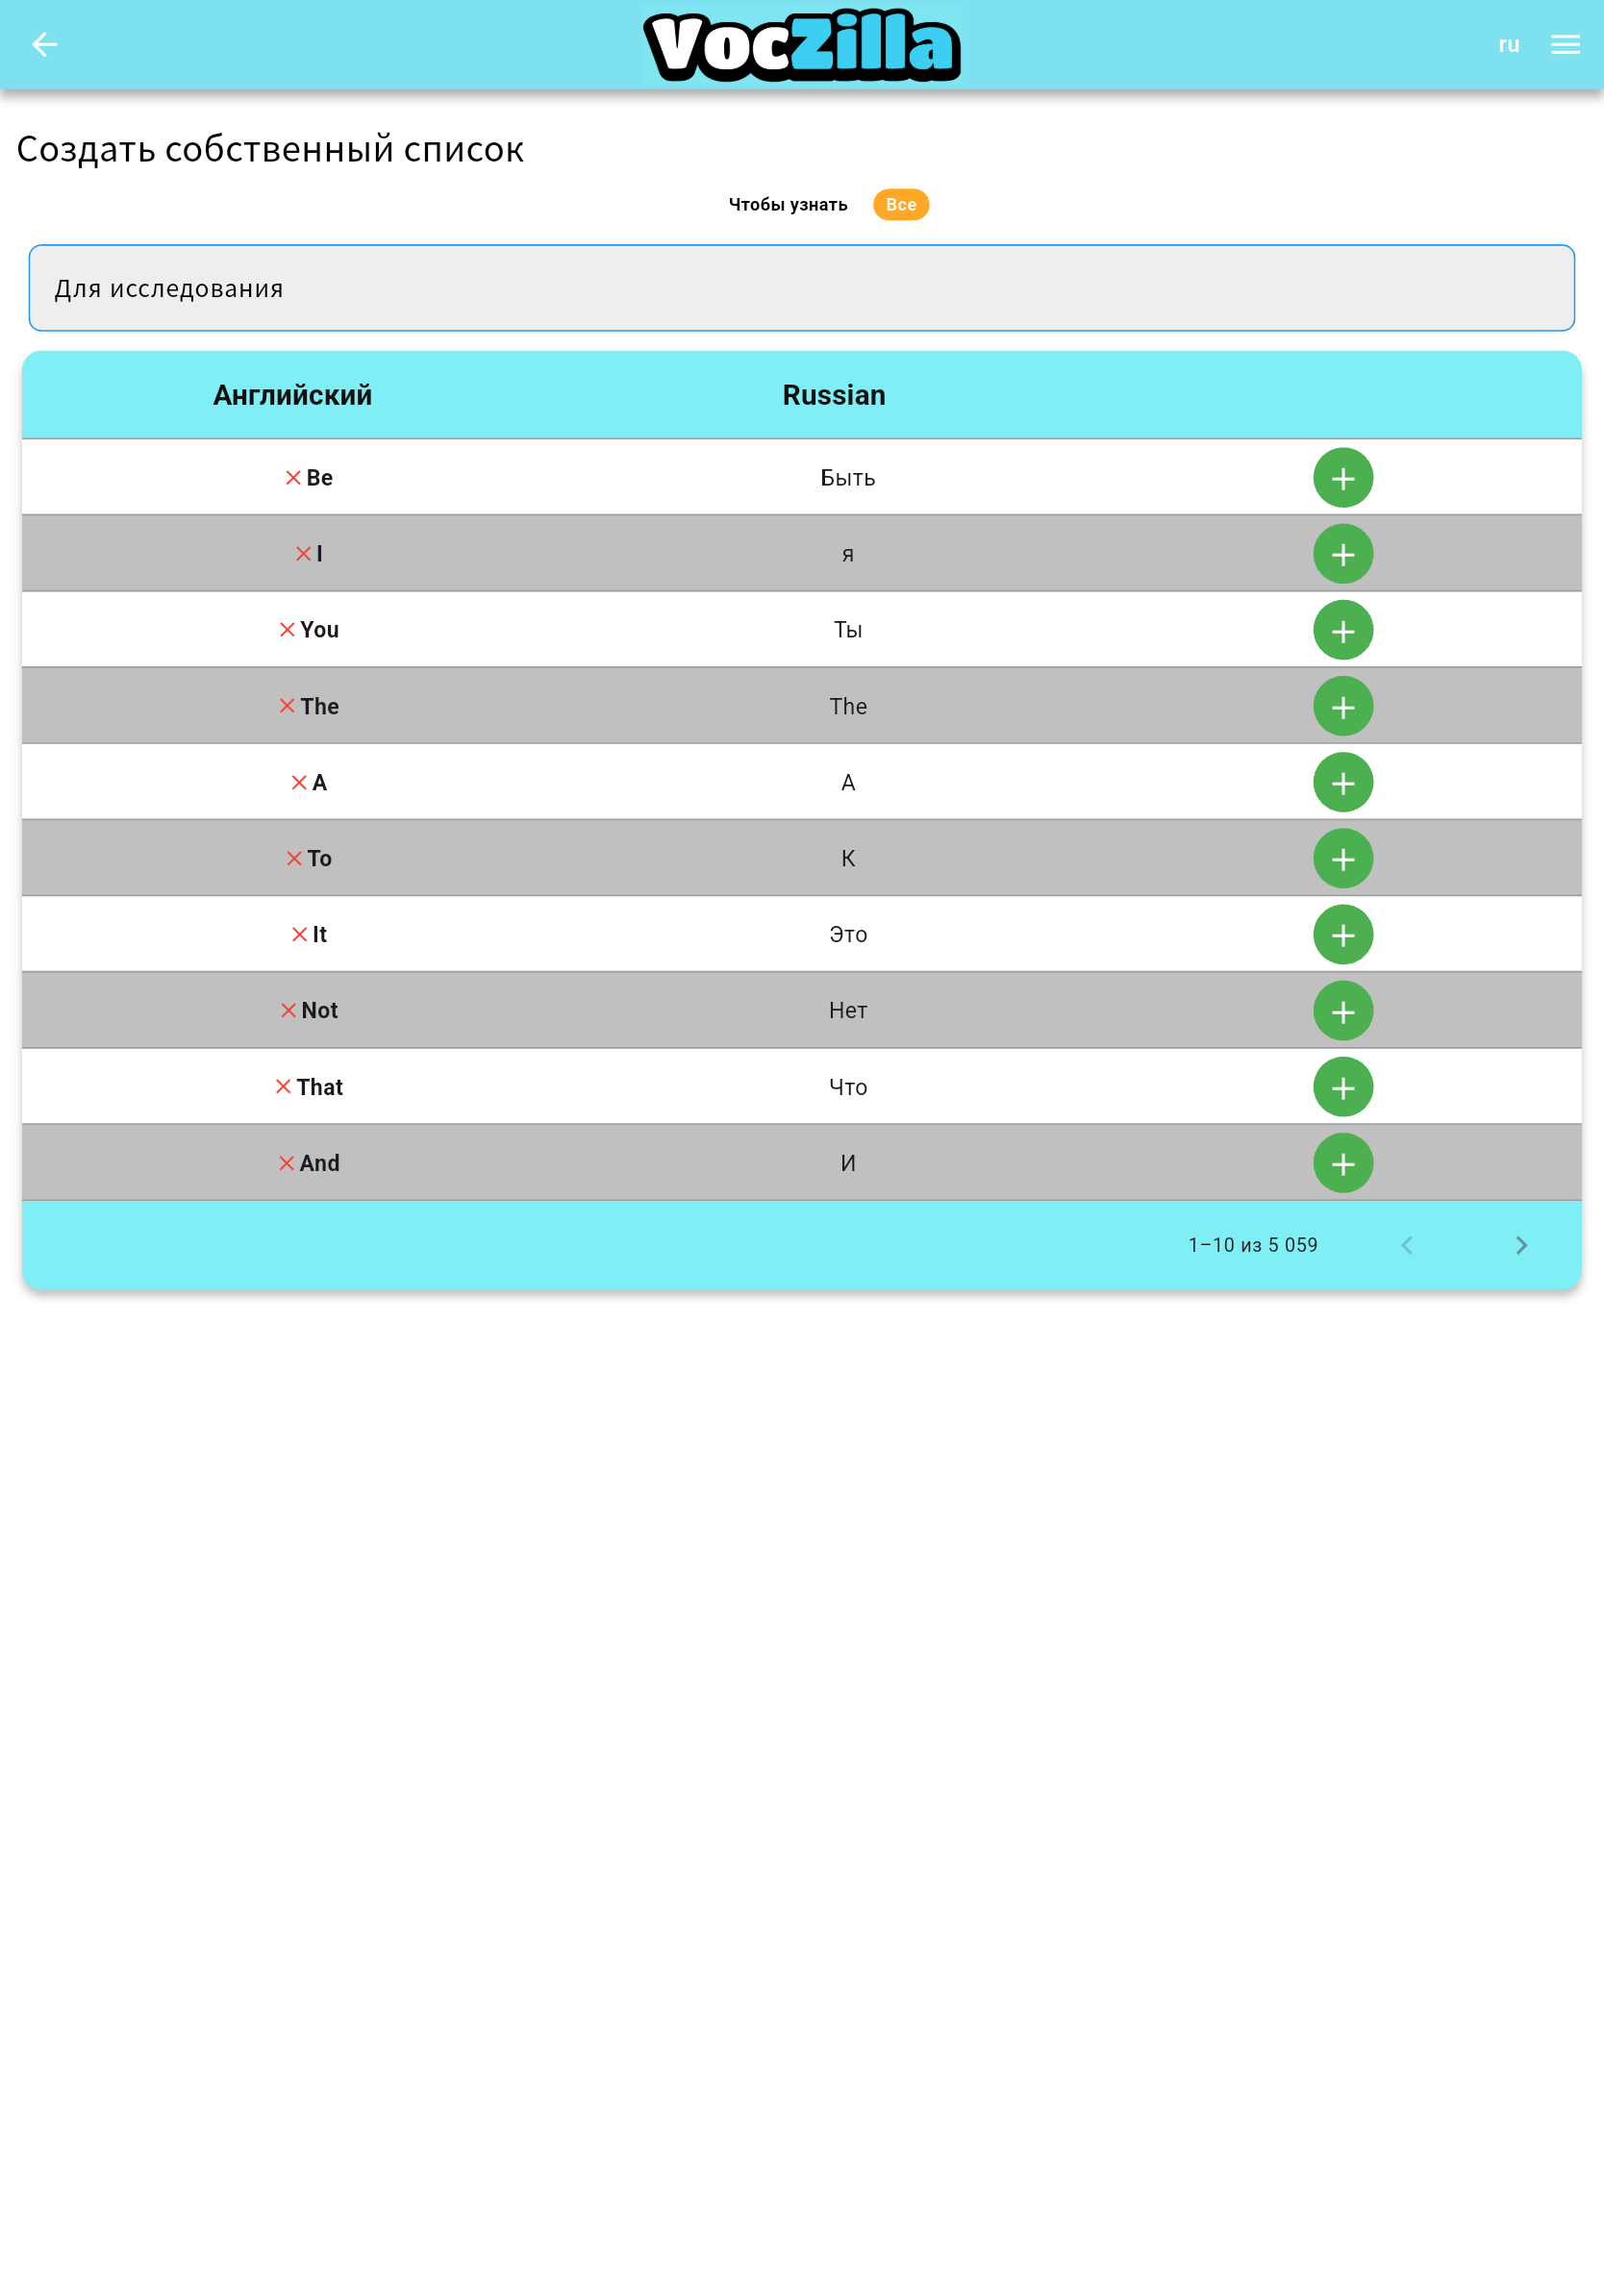 Voczilla
ru
Создать собственный список
Чтобы узнать Все
Для исследования
Английский Russian
Be Быть
I я
You Ты
The The
A А
To К
It Это
Not Нет
That Что
And И
1–10 из 5 059